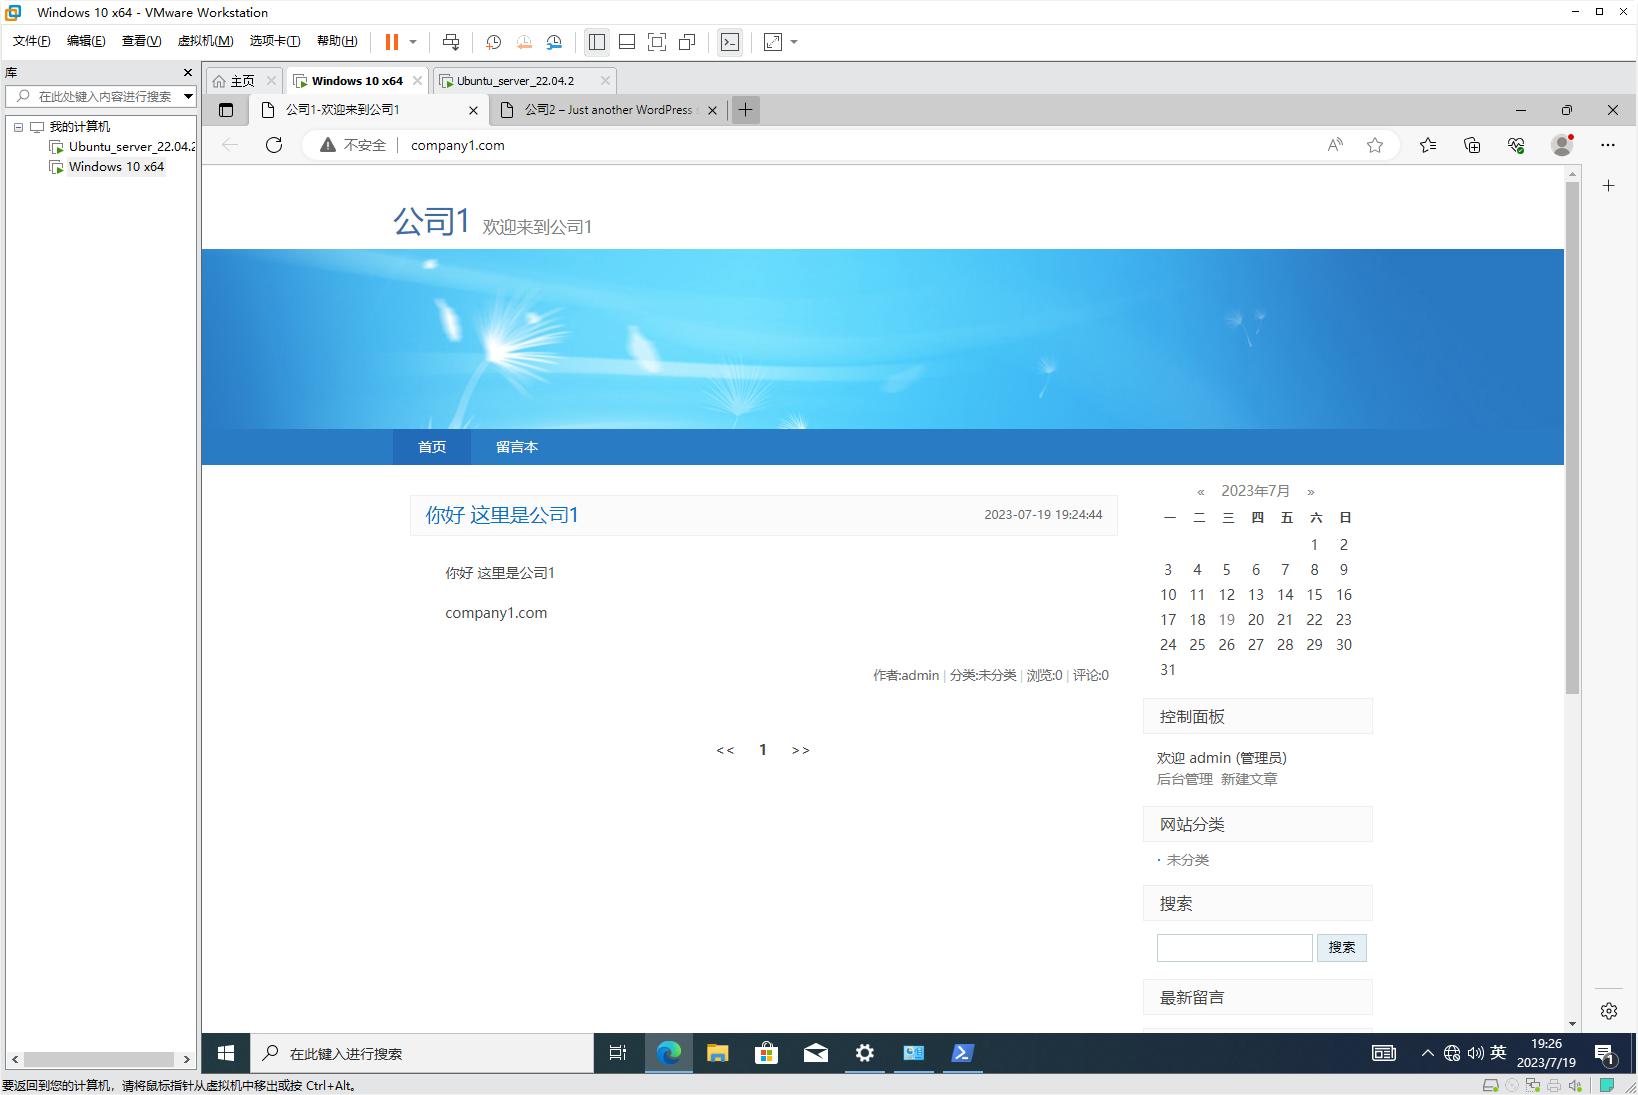 Windows 10 x64 - VMware Workstation
文件(F) 编辑(E) 查看(V) 虚拟机(M) 选项卡(T) 帮助(H)
库
在此处键入内容进行搜索
我的计算机
Ubuntu_server_22.04.2
Windows 10 x64
主页 Windows 10 x64 Ubuntu_server_22.04.2
公司1-欢迎来到公司1 公司2 – Just another WordPress
不安全 company1.com
公司1 欢迎来到公司1
首页 留言本
你好 这里是公司1 2023-07-19 19:24:44
你好 这里是公司1
company1.com
作者:admin | 分类:未分类 | 浏览:0 | 评论:0
<< 1 >>
« 2023年7月 »
一 二 三 四 五 六 日
1 2
3 4 5 6 7 8 9
10 11 12 13 14 15 16
17 18 19 20 21 22 23
24 25 26 27 28 29 30
31
控制面板
欢迎 admin (管理员)
后台管理 新建文章
网站分类
· 未分类
搜索
搜索
最新留言
在此键入进行搜索
英
19:26
2023/7/19
1
要返回到您的计算机，请将鼠标指针从虚拟机中移出或按 Ctrl+Alt。